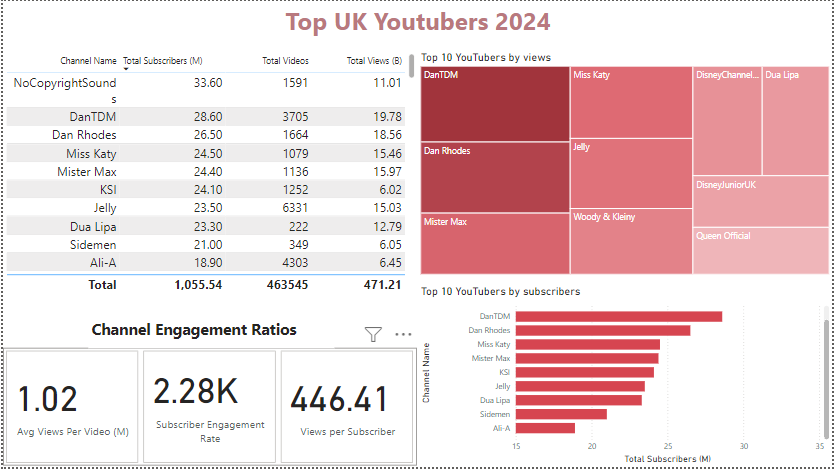 Top UK Youtubers 2024
Channel Name Total Subscribers (M) Total Videos Total Views (B)
NoCopyrightSound
s 33.60 1591 11.01
DanTDM 28.60 3705 19.78
Dan Rhodes 26.50 1664 18.56
Miss Katy 24.50 1079 15.46
Mister Max 24.40 1136 15.97
KSI 24.10 1252 6.02
Jelly 23.50 6331 15.03
Dua Lipa 23.30 222 12.79
Sidemen 21.00 349 6.05
Ali-A 18.90 4303 6.45
Total 1,055.54 463545 471.21
Top 10 YouTubers by views
DanTDM
Dan Rhodes
Mister Max
Miss Katy
Jelly
Woody & Kleiny
DisneyChannel...
Dua Lipa
DisneyJuniorUK
Queen Official
Channel Engagement Ratios
1.02
Avg Views Per Video (M)
2.28K
Subscriber Engagement
Rate
446.41
Views per Subscriber
Top 10 YouTubers by subscribers
Channel Name
DanTDM
Dan Rhodes
Miss Katy
Mister Max
KSI
Jelly
Dua Lipa
Sidemen
Ali-A
15 20 25 30 35
Total Subscribers (M)